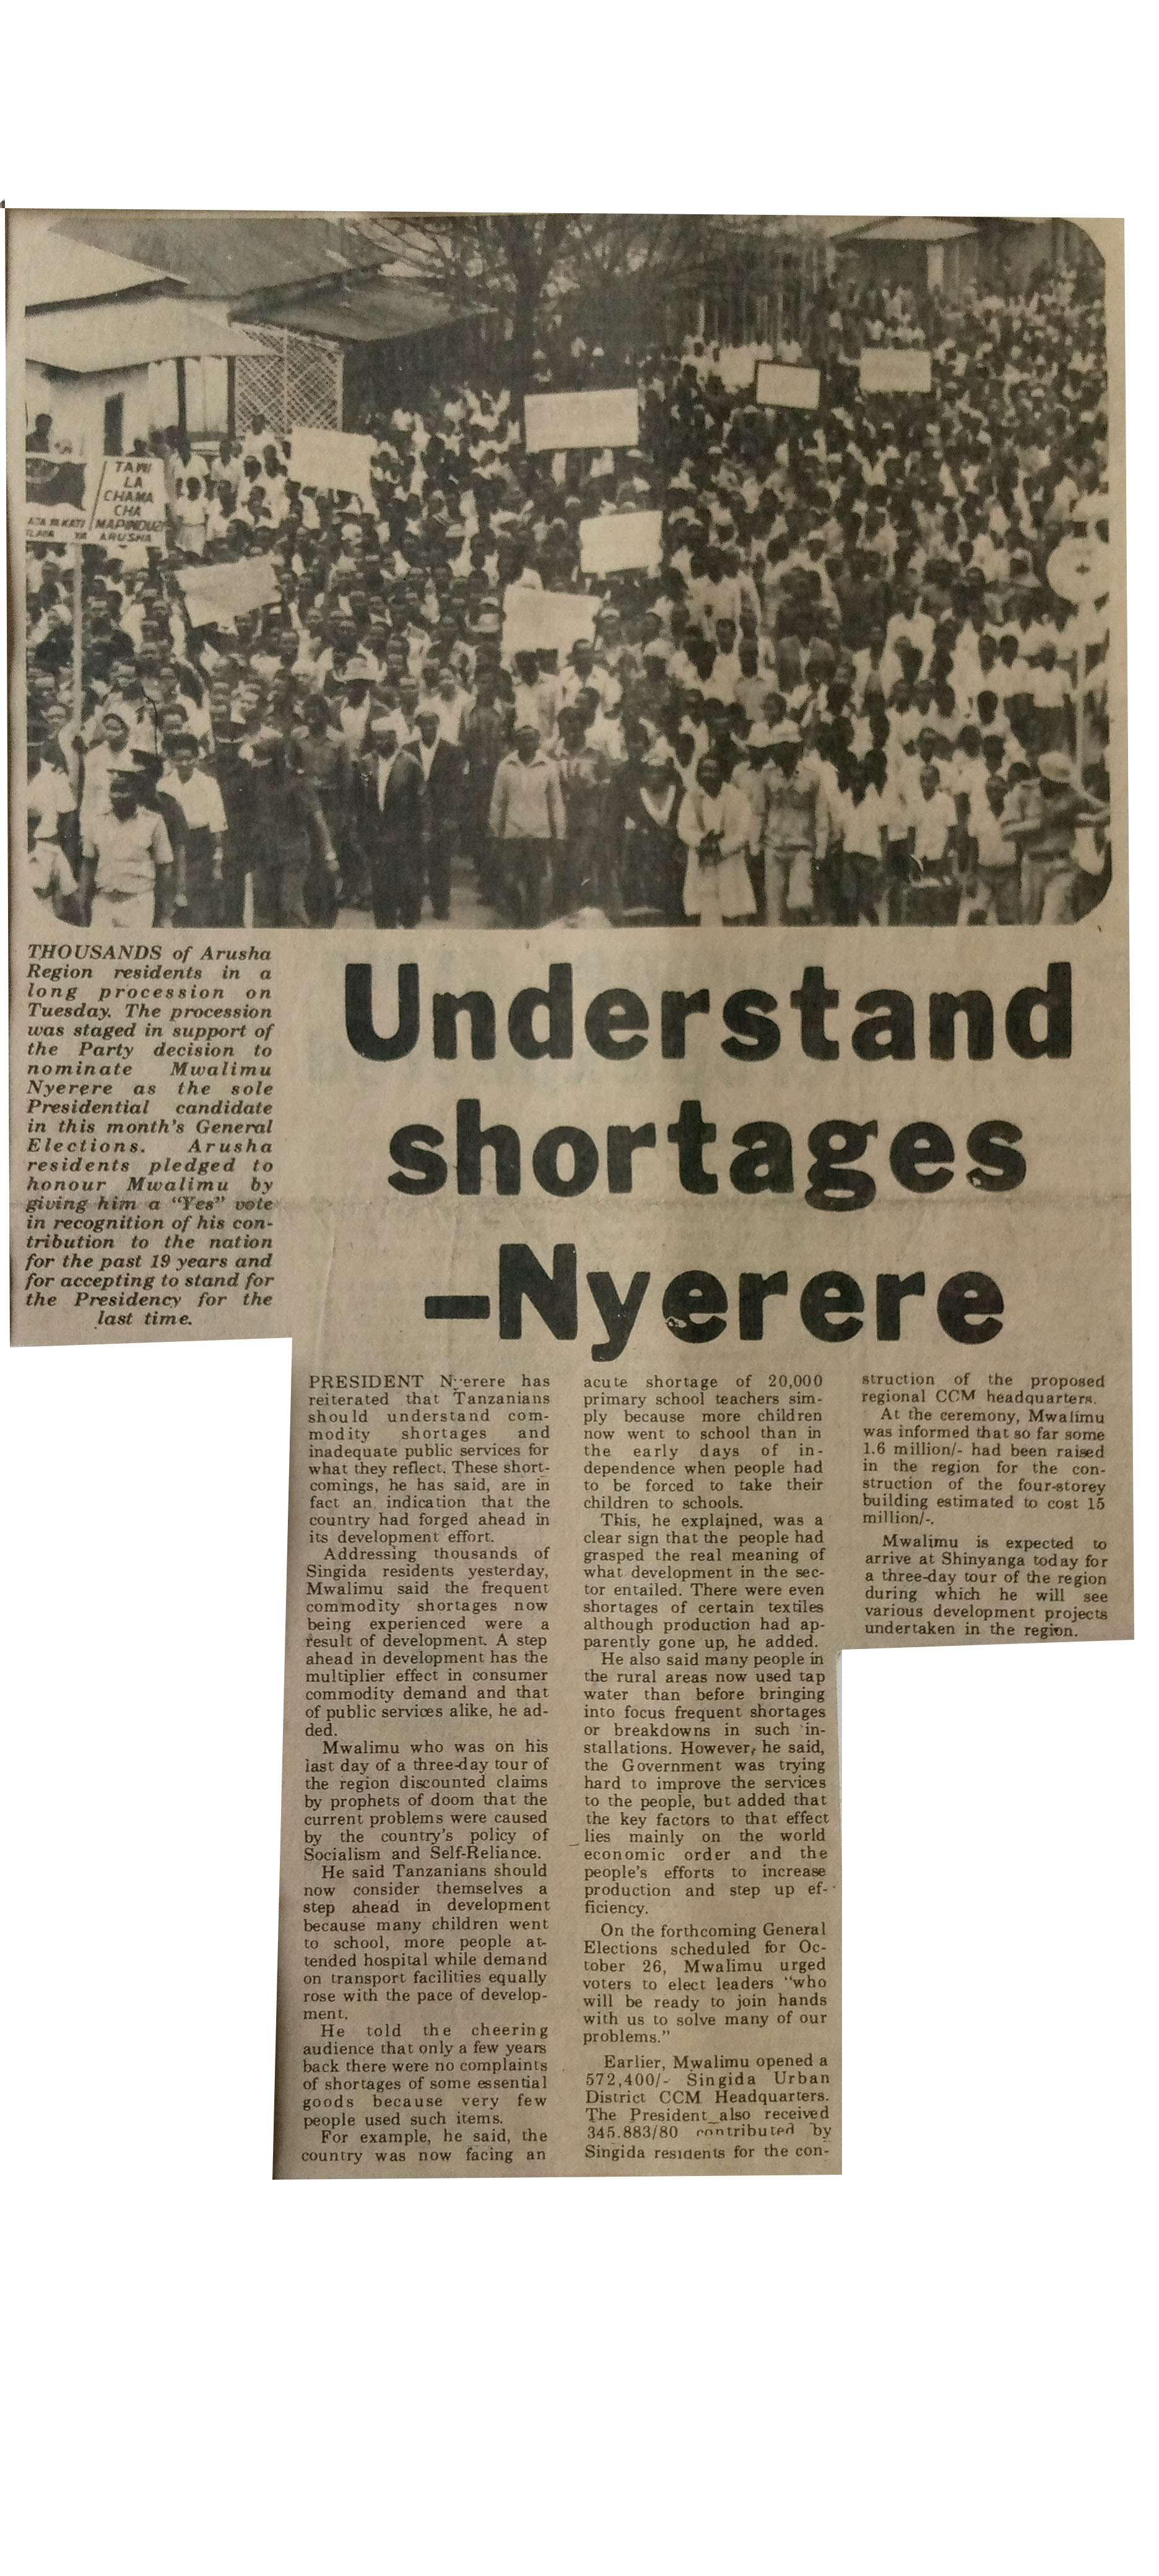 TAWI
LA
CHAMA
CHA
MAPINDUZI
YA ARUSHA
THOUSANDS of Arusha
Region residents in a
long procession on
Tuesday. The procession
was staged in support of
the Party decision to
nominate Mwalimu
Nyerere as the sole
Presidential candidate
in this month's General
Elections. Arusha
residents pledged to
honour Mwalimu by
giving him a "Yes" vote
in recognition of his con-
tribution to the nation
for the past 19 years and
for accepting to stand for
the Presidency for the
last time.
Understand
shortages
–Nyerere
PRESIDENT Nyerere has
reiterated that Tanzanians
should understand com-
modity shortages and
inadequate public services for
what they reflect. These short-
comings, he has said, are in
fact an indication that the
country had forged ahead in
its development effort.
Addressing thousands of
Singida residents yesterday,
Mwalimu said the frequent
commodity shortages now
being experienced were a
result of development. A step
ahead in development has the
multiplier effect in consumer
commodity demand and that
of public services alike, he ad-
ded.
Mwalimu who was on his
last day of a three-day tour of
the region discounted claims
by prophets of doom that the
current problems were caused
by the country's policy of
Socialism and Self-Reliance.
He said Tanzanians should
now consider themselves a
step ahead in development
because many children went
to school, more people at-
tended hospital while demand
on transport facilities equally
rose with the pace of develop-
ment.
He told the cheering
audience that only a few years
back there were no complaints
of shortages of some essential
goods because very few
people used such items.
For example, he said, the
country was now facing an
acute shortage of 20,000
primary school teachers sim-
ply because more children
now went to school than in
the early days of in-
dependence when people had
to be forced to take their
children to schools.
This, he explained, was a
clear sign that the people had
grasped the real meaning of
what development in the sec-
tor entailed. There were even
shortages of certain textiles
although production had ap-
parently gone up, he added.
He also said many people in
the rural areas now used tap
water than before bringing
into focus frequent shortages
or breakdowns in such in-
stallations. However, he said,
the Government was trying
hard to improve the services
to the people, but added that
the key factors to that effect
lies mainly on the world
economic order and the
people's efforts to increase
production and step up ef-
ficiency.
On the forthcoming General
Elections scheduled for Oc-
tober 26, Mwalimu urged
voters to elect leaders "who
will be ready to join hands
with us to solve many of our
problems."
Earlier, Mwalimu opened a
572,400/- Singida Urban
District CCM Headquarters.
The President also received
345.883/80 contributed by
Singida residents for the con-
struction of the proposed
regional CCM headquarters.
At the ceremony, Mwalimu
was informed that so far some
1.6 million/- had been raised
in the region for the con-
struction of the four-storey
building estimated to cost 15
million/-.
Mwalimu is expected to
arrive at Shinyanga today for
a three-day tour of the region
during which he will see
various development projects
undertaken in the region.